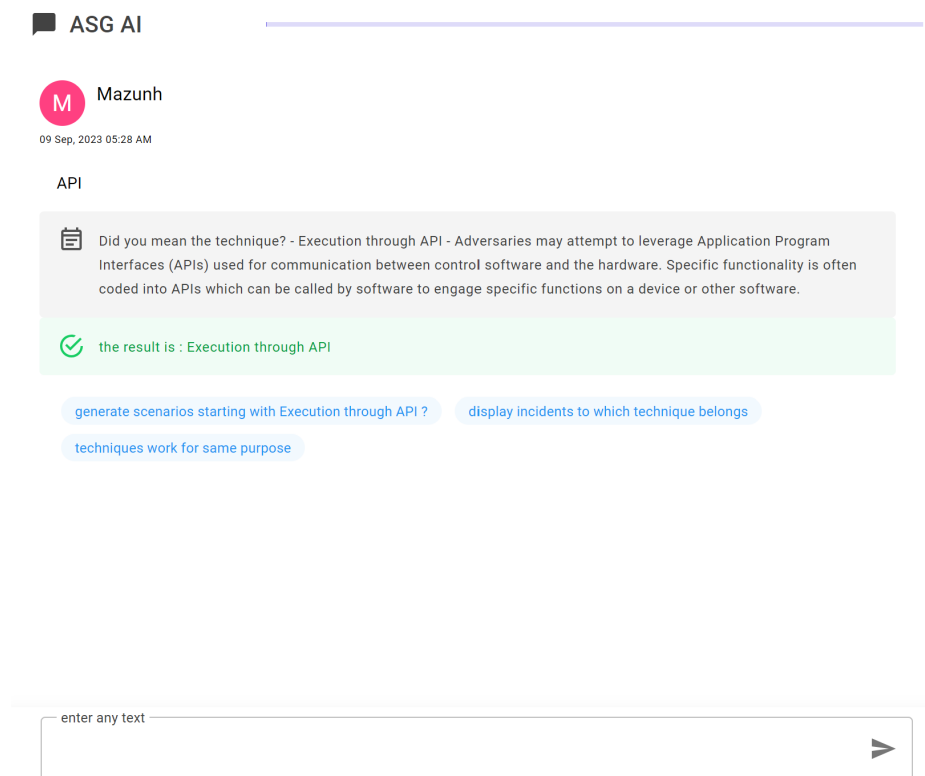 ASG AI
M
Mazunh
09 Sep, 2023 05:28 AM
API
Did you mean the technique? - Execution through API - Adversaries may attempt to leverage Application Program
Interfaces (APIs) used for communication between control software and the hardware. Specific functionality is often
coded into APIs which can be called by software to engage specific functions on a device or other software.
the result is : Execution through API
generate scenarios starting with Execution through API ?
display incidents to which technique belongs
techniques work for same purpose
enter any text